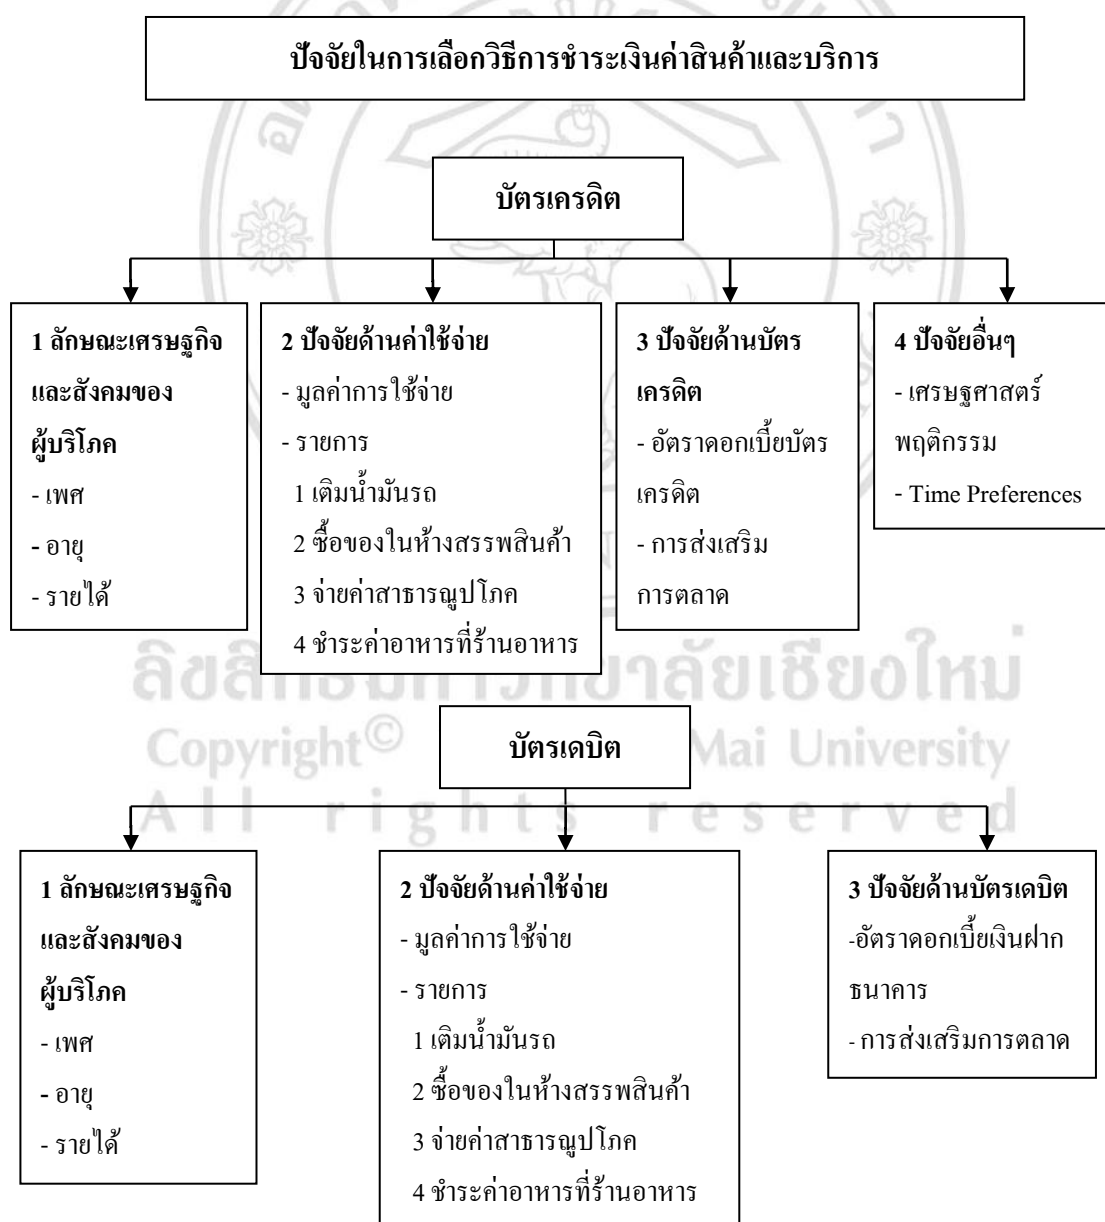 ปัจจัยในการเลือกวิธีการชำระเงินค่าสินค้าและบริการ
บัตรเครดิต
1 ลักษณะเศรษฐกิจ
และสังคมของ
ผู้บริโภค
- เพศ
- อายุ
- รายได้
2 ปัจจัยด้านค่าใช้จ่าย
- มูลค่าการใช้จ่าย
- รายการ
1 เติมน้ำมันรถ
2 ซื้อของในห้างสรรพสินค้า
3 จ่ายค่าสาธารณูปโภค
4 ชำระค่าอาหารที่ร้านอาหาร
3 ปัจจัยด้านบัตร
เครดิต
- อัตราดอกเบี้ยบัตร
เครดิต
- การส่งเสริม
การตลาด
4 ปัจจัยอื่นๆ
- เศรษฐศาสตร์
พฤติกรรม
- Time Preferences
ลิขสิทธิ์มหาวิทยาลัยเชียงใหม่
Copyright© Mai University
All rights reserved
บัตรเดบิต
1 ลักษณะเศรษฐกิจ
และสังคมของ
ผู้บริโภค
- เพศ
- อายุ
- รายได้
2 ปัจจัยด้านค่าใช้จ่าย
- มูลค่าการใช้จ่าย
- รายการ
1 เติมน้ำมันรถ
2 ซื้อของในห้างสรรพสินค้า
3 จ่ายค่าสาธารณูปโภค
4 ชำระค่าอาหารที่ร้านอาหาร
3 ปัจจัยด้านบัตรเดบิต
-อัตราดอกเบี้ยเงินฝาก
ธนาคาร
- การส่งเสริมการตลาด